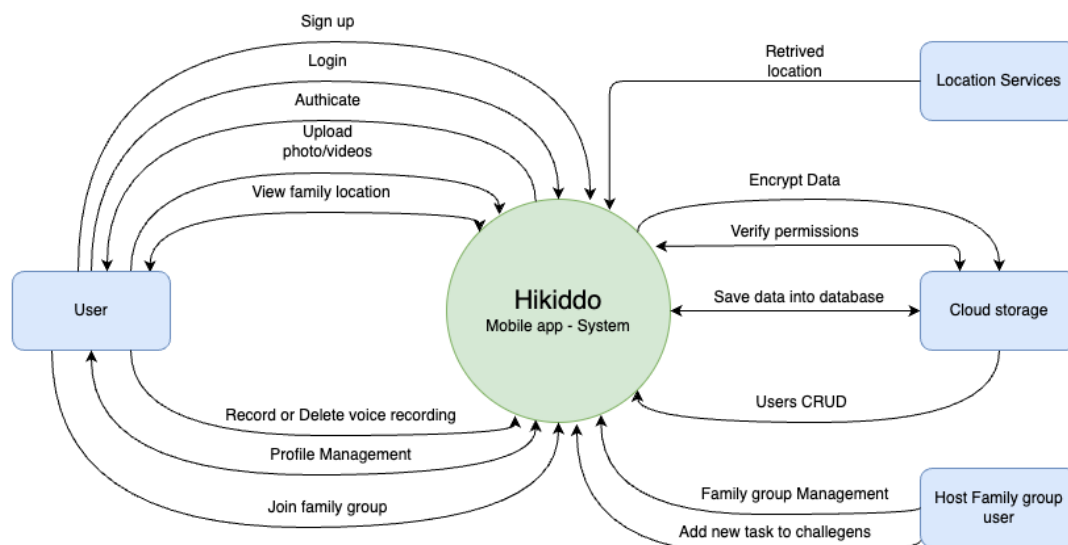 Sign up
Login
Authicate
Upload
photo/videos
View family location
Retrived
location
Location Services
Encrypt Data
Verify permissions
User
Hikiddo
Mobile app - System
Save data into database
Cloud storage
Users CRUD
Record or Delete voice recording
Profile Management
Join family group
Family group Management
Add new task to challegens
Host Family group
user